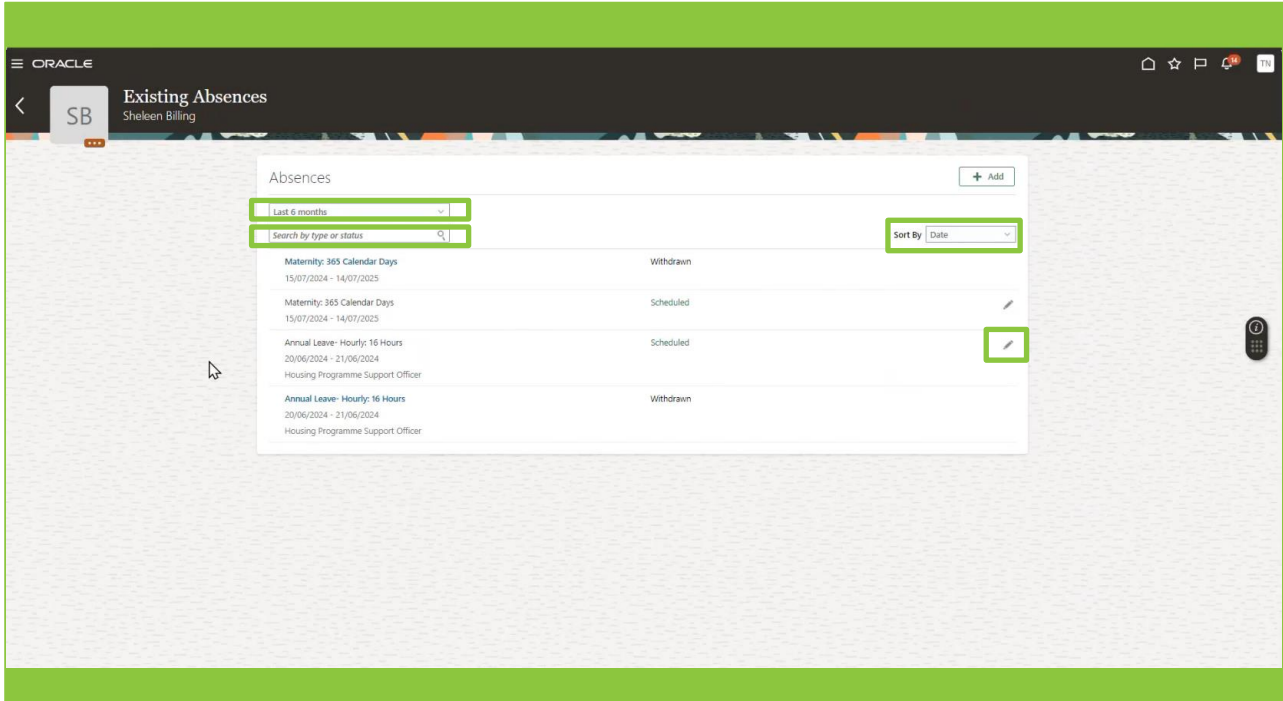 ORACLE
14
TN
SB
Existing Absences
Sheleen Billing
Absences
Add
Last 6 months
Search by type or status
Sort By Date
Maternity: 365 Calendar Days Withdrawn
15/07/2024 - 14/07/2025
Maternity: 365 Calendar Days Scheduled
15/07/2024 - 14/07/2025
Annual Leave- Hourly: 16 Hours Scheduled
20/06/2024 - 21/06/2024
Housing Programme Support Officer
Annual Leave- Hourly: 16 Hours Withdrawn
20/06/2024 - 21/06/2024
Housing Programme Support Officer